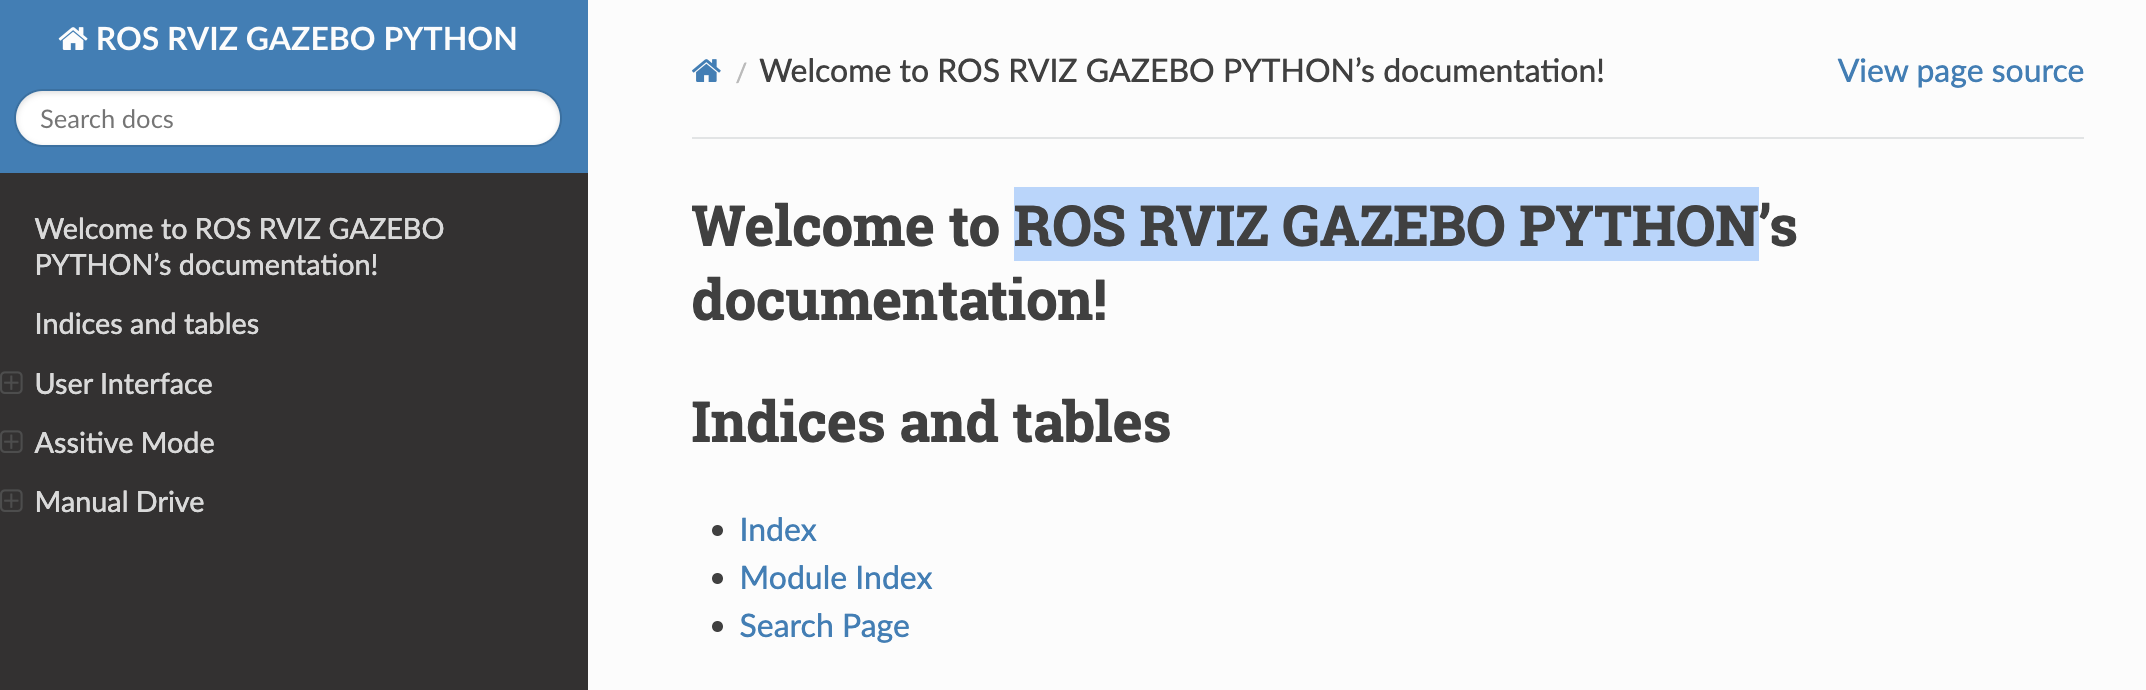 ROS RVIZ GAZEBO PYTHON
Search docs
Welcome to ROS RVIZ GAZEBO
PYTHON’s documentation!
Indices and tables
User Interface
Assitive Mode
Manual Drive
/ Welcome to ROS RVIZ GAZEBO PYTHON’s documentation!
View page source
Welcome to ROS RVIZ GAZEBO PYTHON’s
documentation!
Indices and tables
• Index
• Module Index
• Search Page